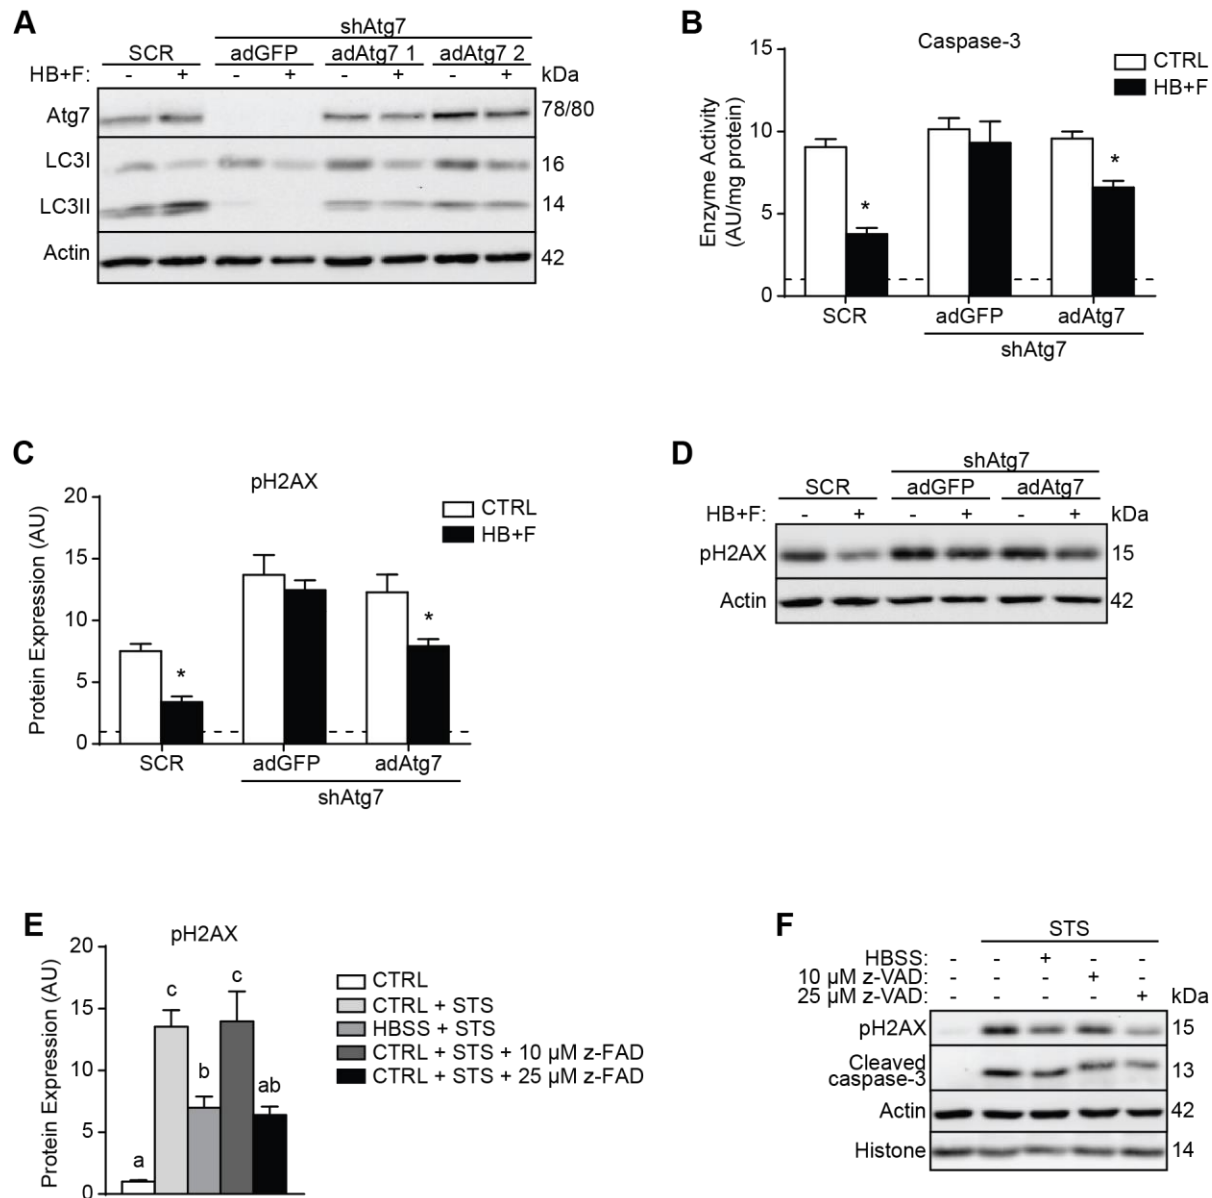 A
shAtg7
SCR adGFP adAtg7 1 adAtg7 2
HB+F: - + - + - + - + kDa
Atg7 78/80
LC3I 16
LC3II 14
Actin 42
B
Caspase-3
CTRL
HB+F
Enzyme Activity
(AU/mg protein)
15
10
5
0
*
*
SCR adGFP adAtg7
shAtg7
C
pH2AX
CTRL
HB+F
Protein Expression (AU)
20
15
10
5
0
*
*
SCR adGFP adAtg7
shAtg7
D
shAtg7
SCR adGFP adAtg7
HB+F: - + - + - + kDa
pH2AX 15
Actin 42
E
pH2AX
Protein Expression (AU)
20
15
10
5
0
a c b c ab
CTRL
CTRL + STS
HBSS + STS
CTRL + STS + 10 µM z-FAD
CTRL + STS + 25 µM z-FAD
F
STS
HBSS: - - + - -
10 µM z-VAD: - - - + -
25 µM z-VAD: - - - - + kDa
pH2AX 15
Cleaved
caspase-3 13
Actin 42
Histone 14